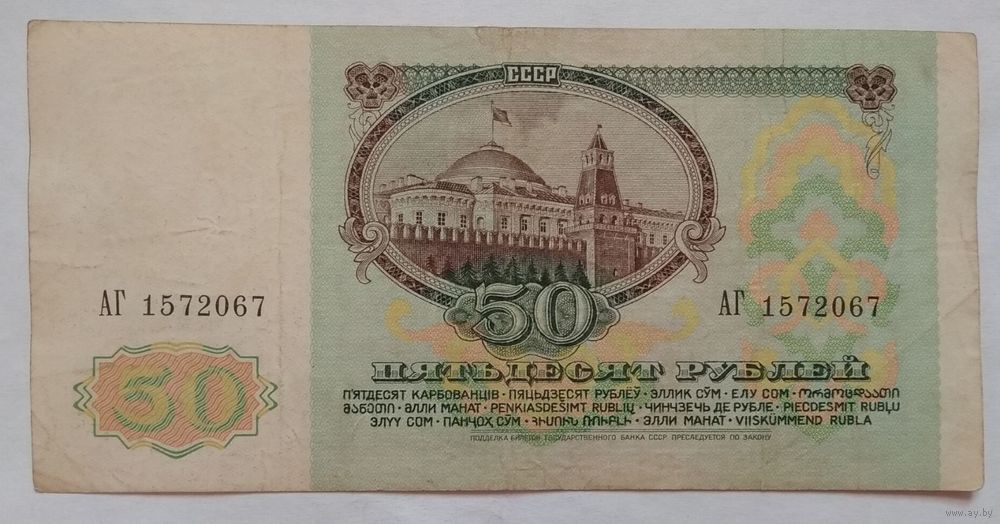 СССР
АГ 1572067
АГ 1572067
50
50
ПЯТЬДЕСЯТ РУБЛЕЙ
П'ЯТДЕСЯТ КАРБОВАНЦІВ · ПЯЦЬДЗЕСЯТ РУБЛЕЎ · ЭЛЛИК СЎМ · ЕЛУ СОМ · ᲝᲠᲛᲝᲪᲓᲐᲐᲗᲘ
ᲛᲐᲜᲔᲗᲘ · ӘЛЛИ МАНАТ · PENKIASDEŠIMT RUBLIŲ · ЧИНЧЗЕЧЬ ДЕ РУБЛЕ · PIECDESMIT RUBĻU
ЭЛҮҮ СОМ · ПАНҶОҲ СЎМ · ՀԻՍՈՒՆ ՌՈՒԲԼԻ · ЭЛЛИ МАНАТ · VIISKÜMMEND RUBLA
ПОДДЕЛКА БИЛЕТОВ ГОСУДАРСТВЕННОГО БАНКА СССР ПРЕСЛЕДУЕТСЯ ПО ЗАКОНУ
www.ay.by